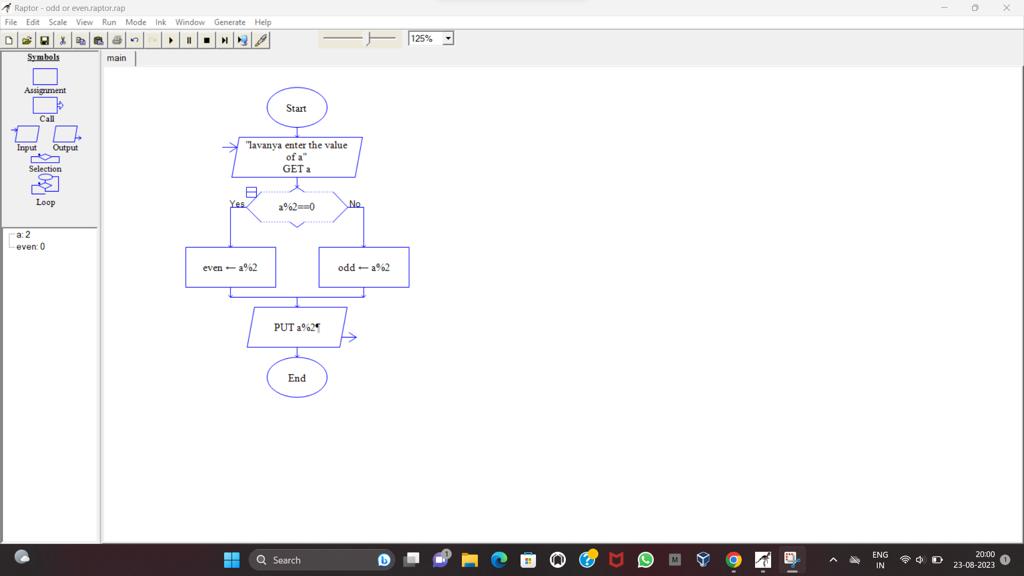 Raptor - odd or even.raptor.rap
File Edit Scale View Run Mode Ink Window Generate Help
125%
Symbols
main
Assignment
Call
Input Output
Selection
Loop
a: 2
even: 0
Start
"lavanya enter the value
of a"
GET a
Yes a%2==0 No
even ← a%2 odd ← a%2
PUT a%2¶
End
Search
ENG
IN
20:00
23-08-2023